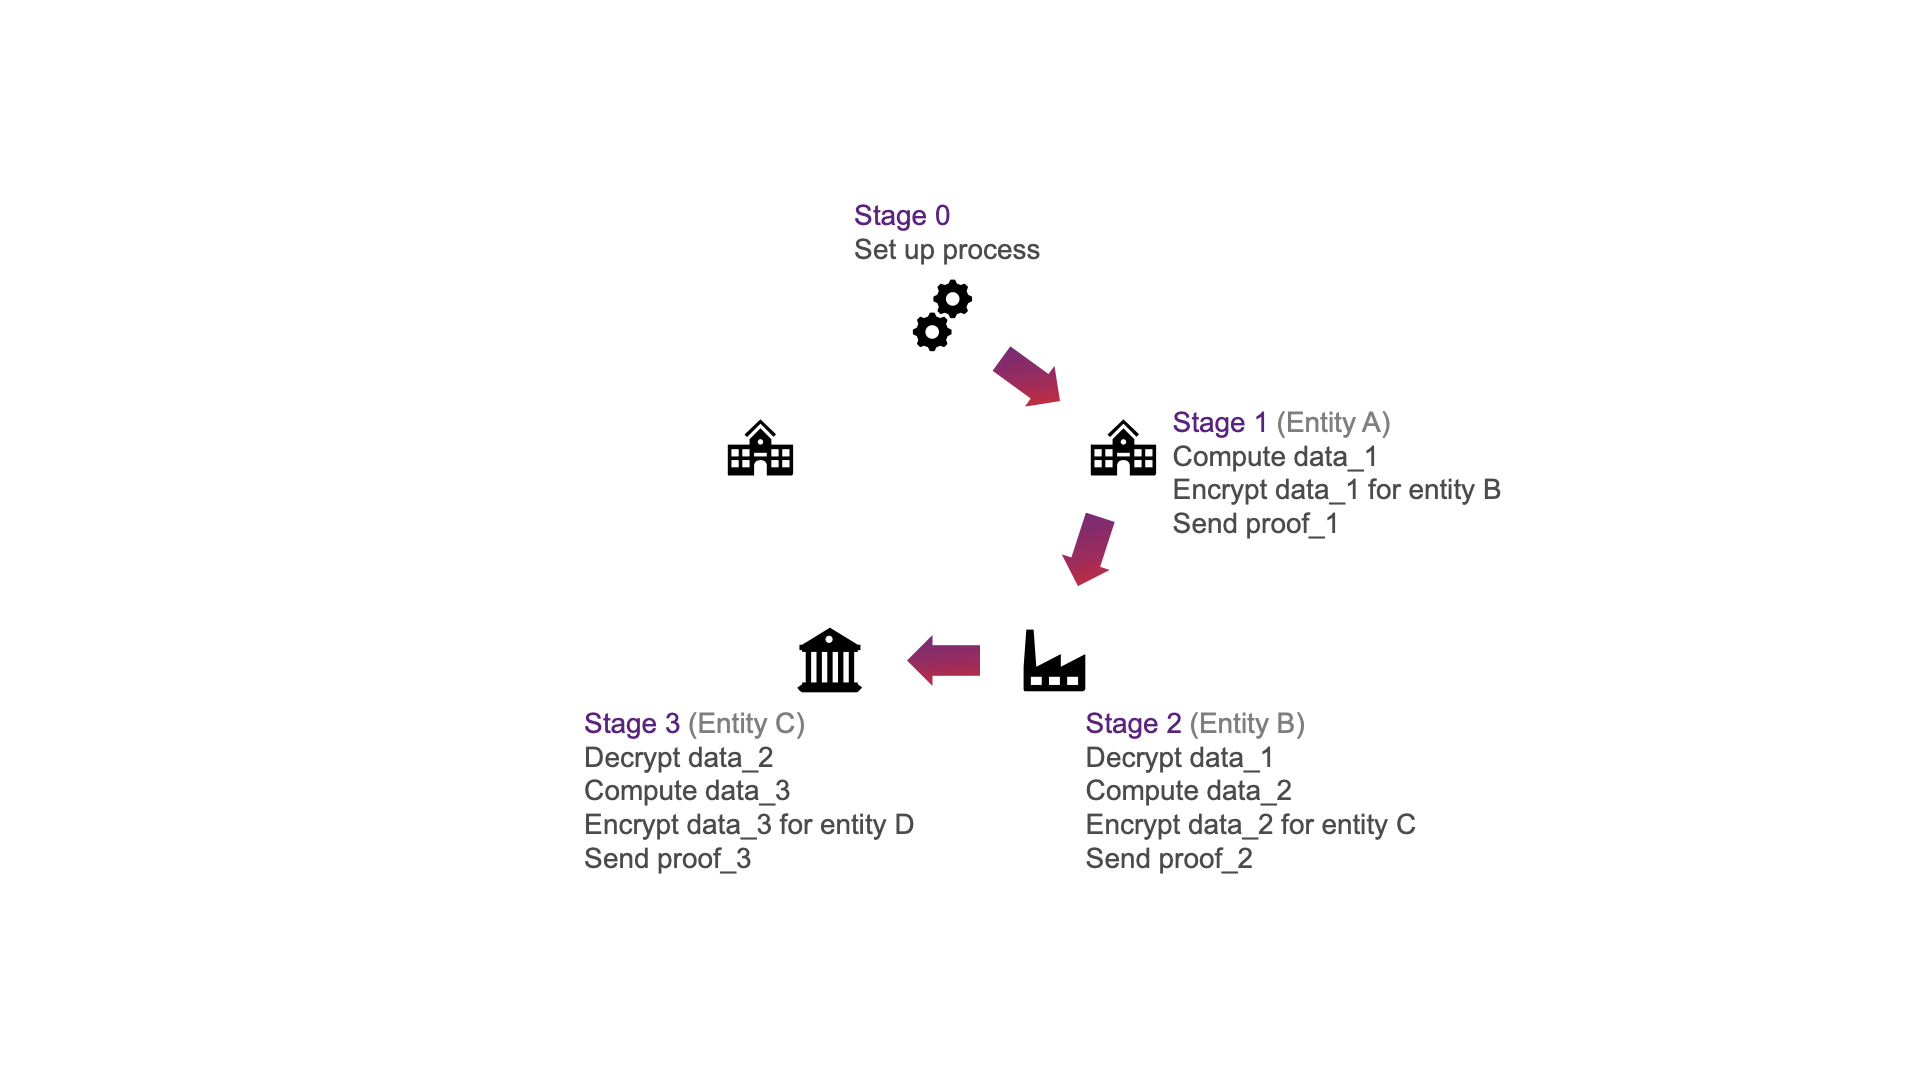 Stage 0
Set up process
Stage 1 (Entity A)
Compute data_1
Encrypt data_1 for entity B
Send proof_1
Stage 2 (Entity B)
Decrypt data_1
Compute data_2
Encrypt data_2 for entity C
Send proof_2
Stage 3 (Entity C)
Decrypt data_2
Compute data_3
Encrypt data_3 for entity D
Send proof_3